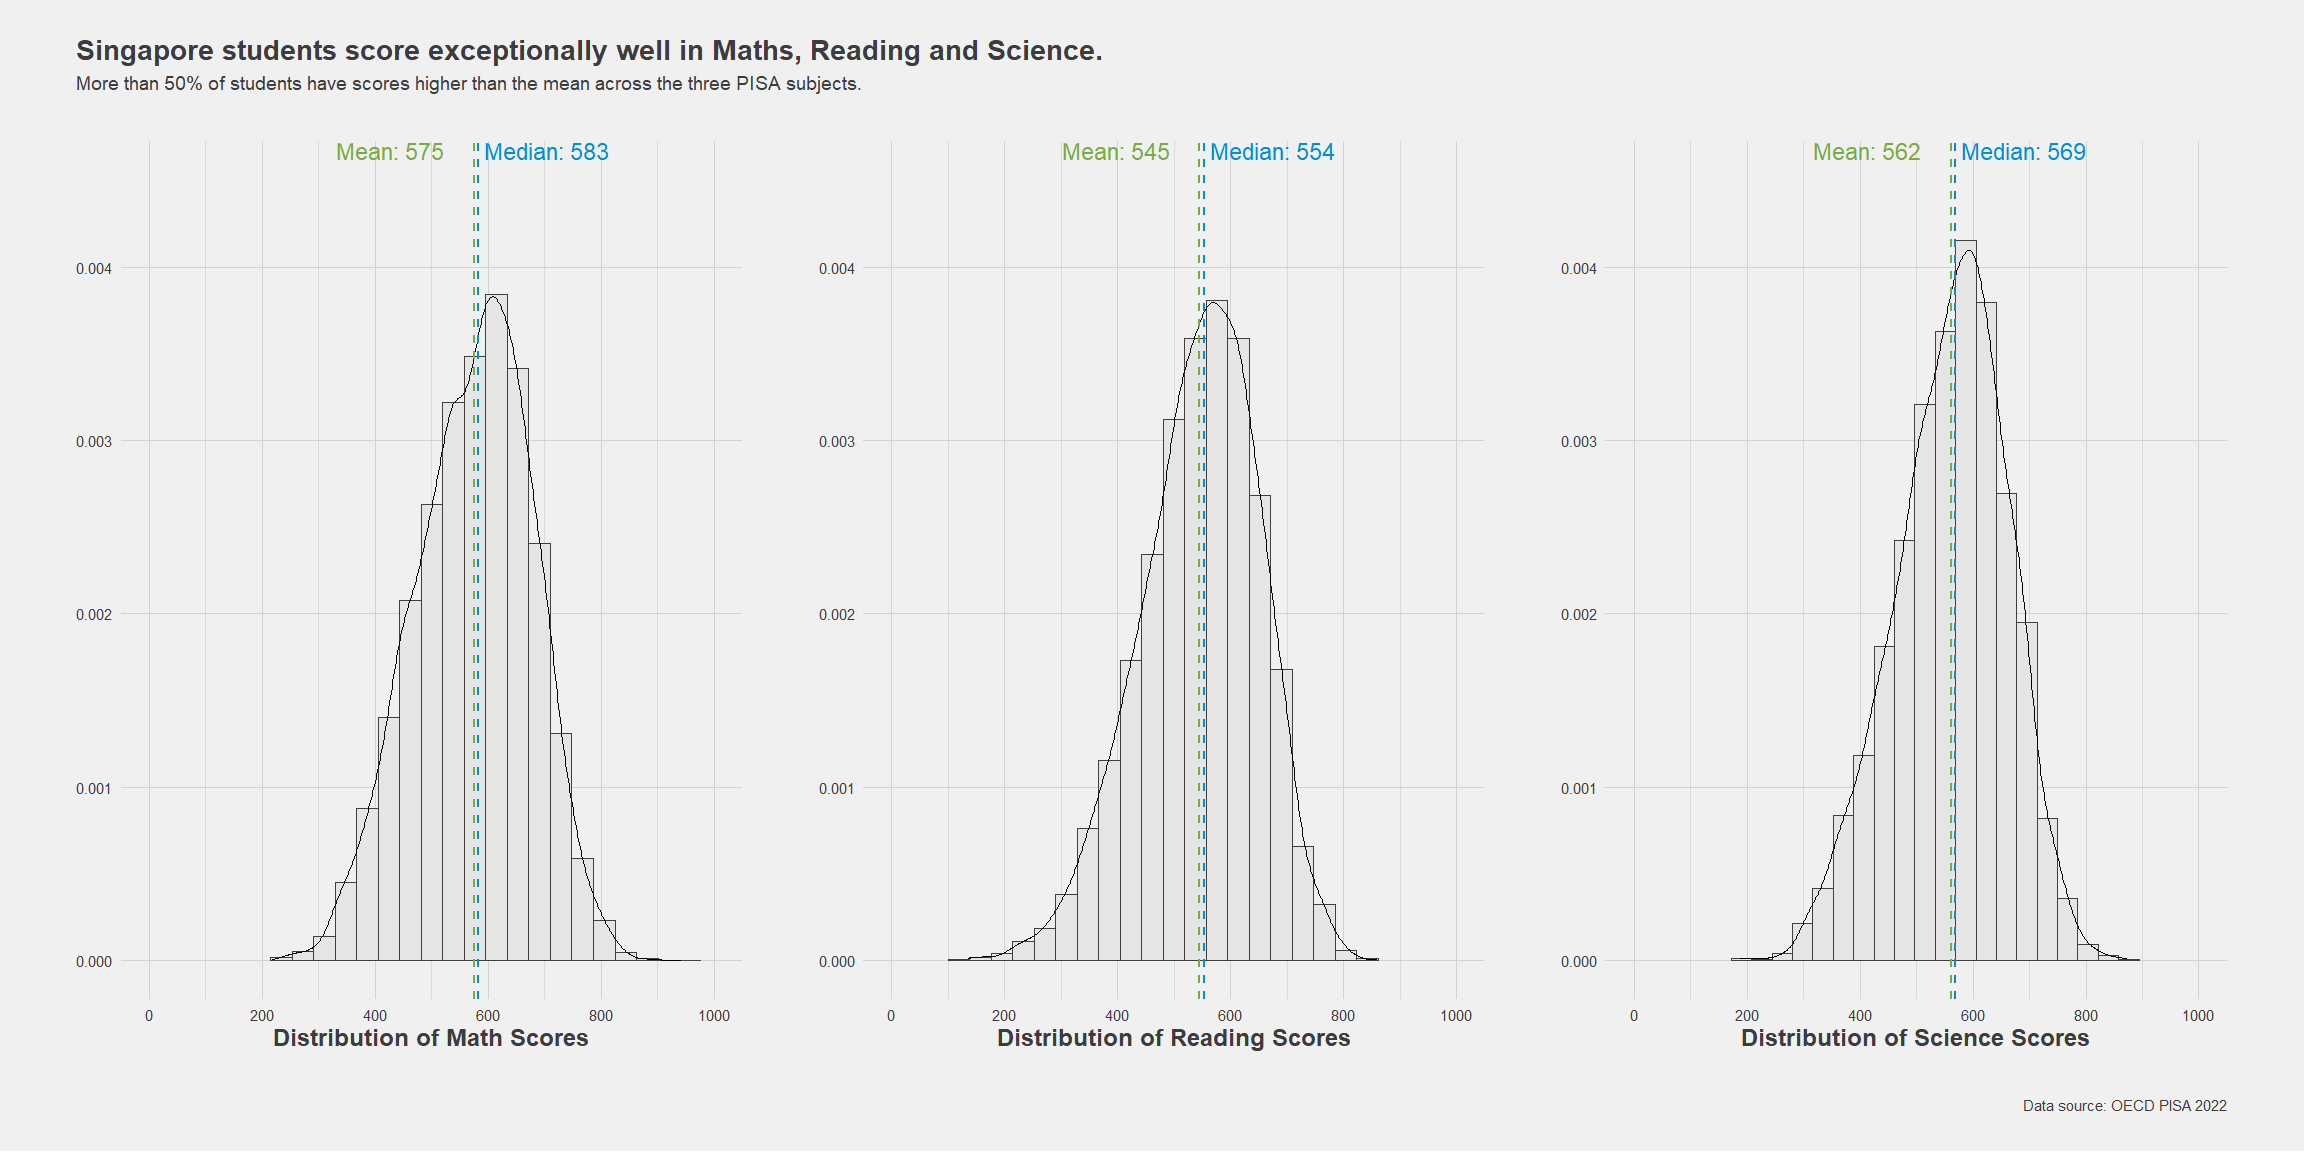 Singapore students score exceptionally well in Maths, Reading and Science.
More than 50% of students have scores higher than the mean across the three PISA subjects.
Mean: 575 Median: 583
0.004
0.003
0.002
0.001
0.000
0 200 400 600 800 1000
Distribution of Math Scores
Mean: 545 Median: 554
0.004
0.003
0.002
0.001
0.000
0 200 400 600 800 1000
Distribution of Reading Scores
Mean: 562 Median: 569
0.004
0.003
0.002
0.001
0.000
0 200 400 600 800 1000
Distribution of Science Scores
Data source: OECD PISA 2022